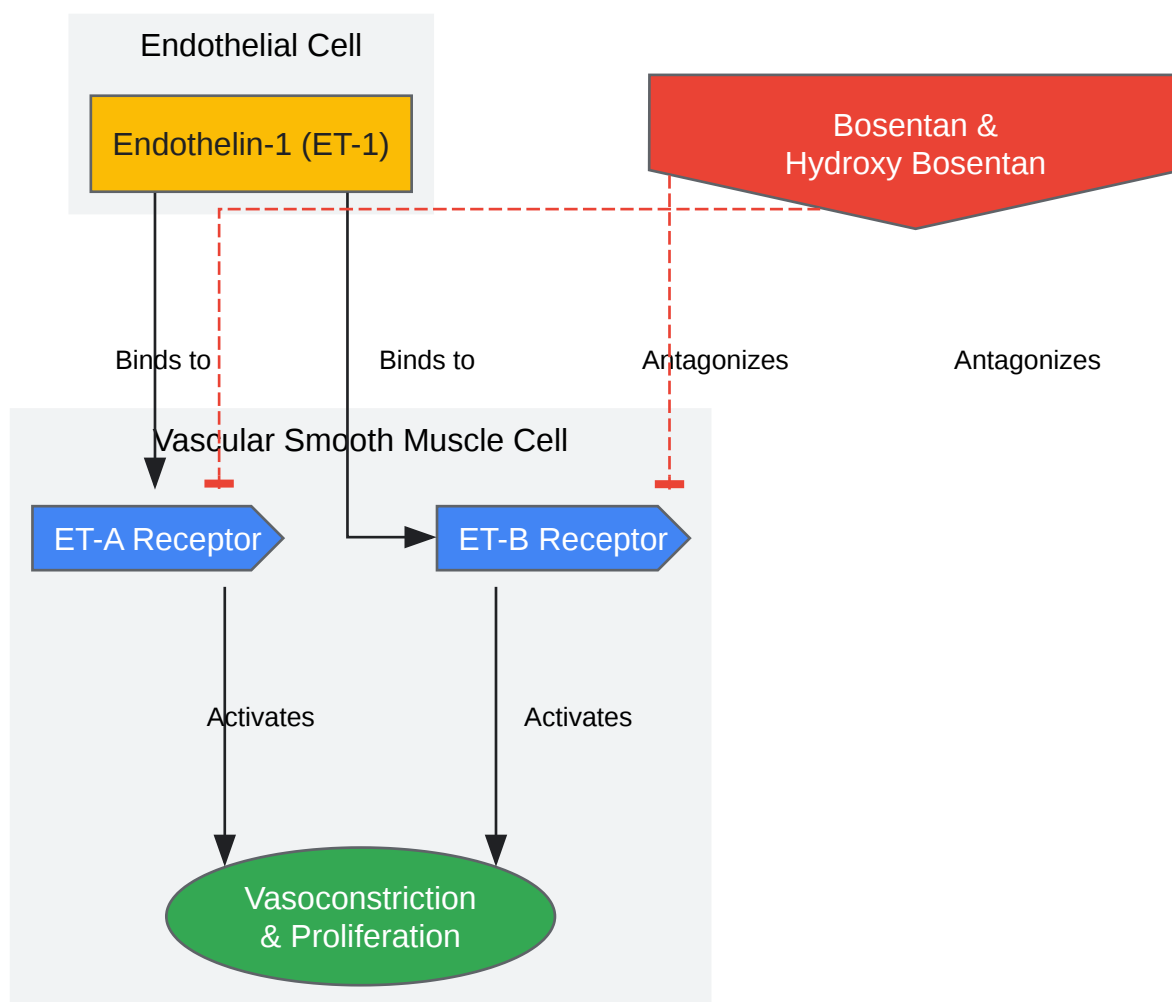 Endothelial Cell
Endothelin-1 (ET-1)
Bosentan &
Hydroxy Bosentan
Binds to
Binds to
Antagonizes
Antagonizes
Vascular Smooth Muscle Cell
ET-A Receptor
ET-B Receptor
Activates
Activates
Vasoconstriction
& Proliferation